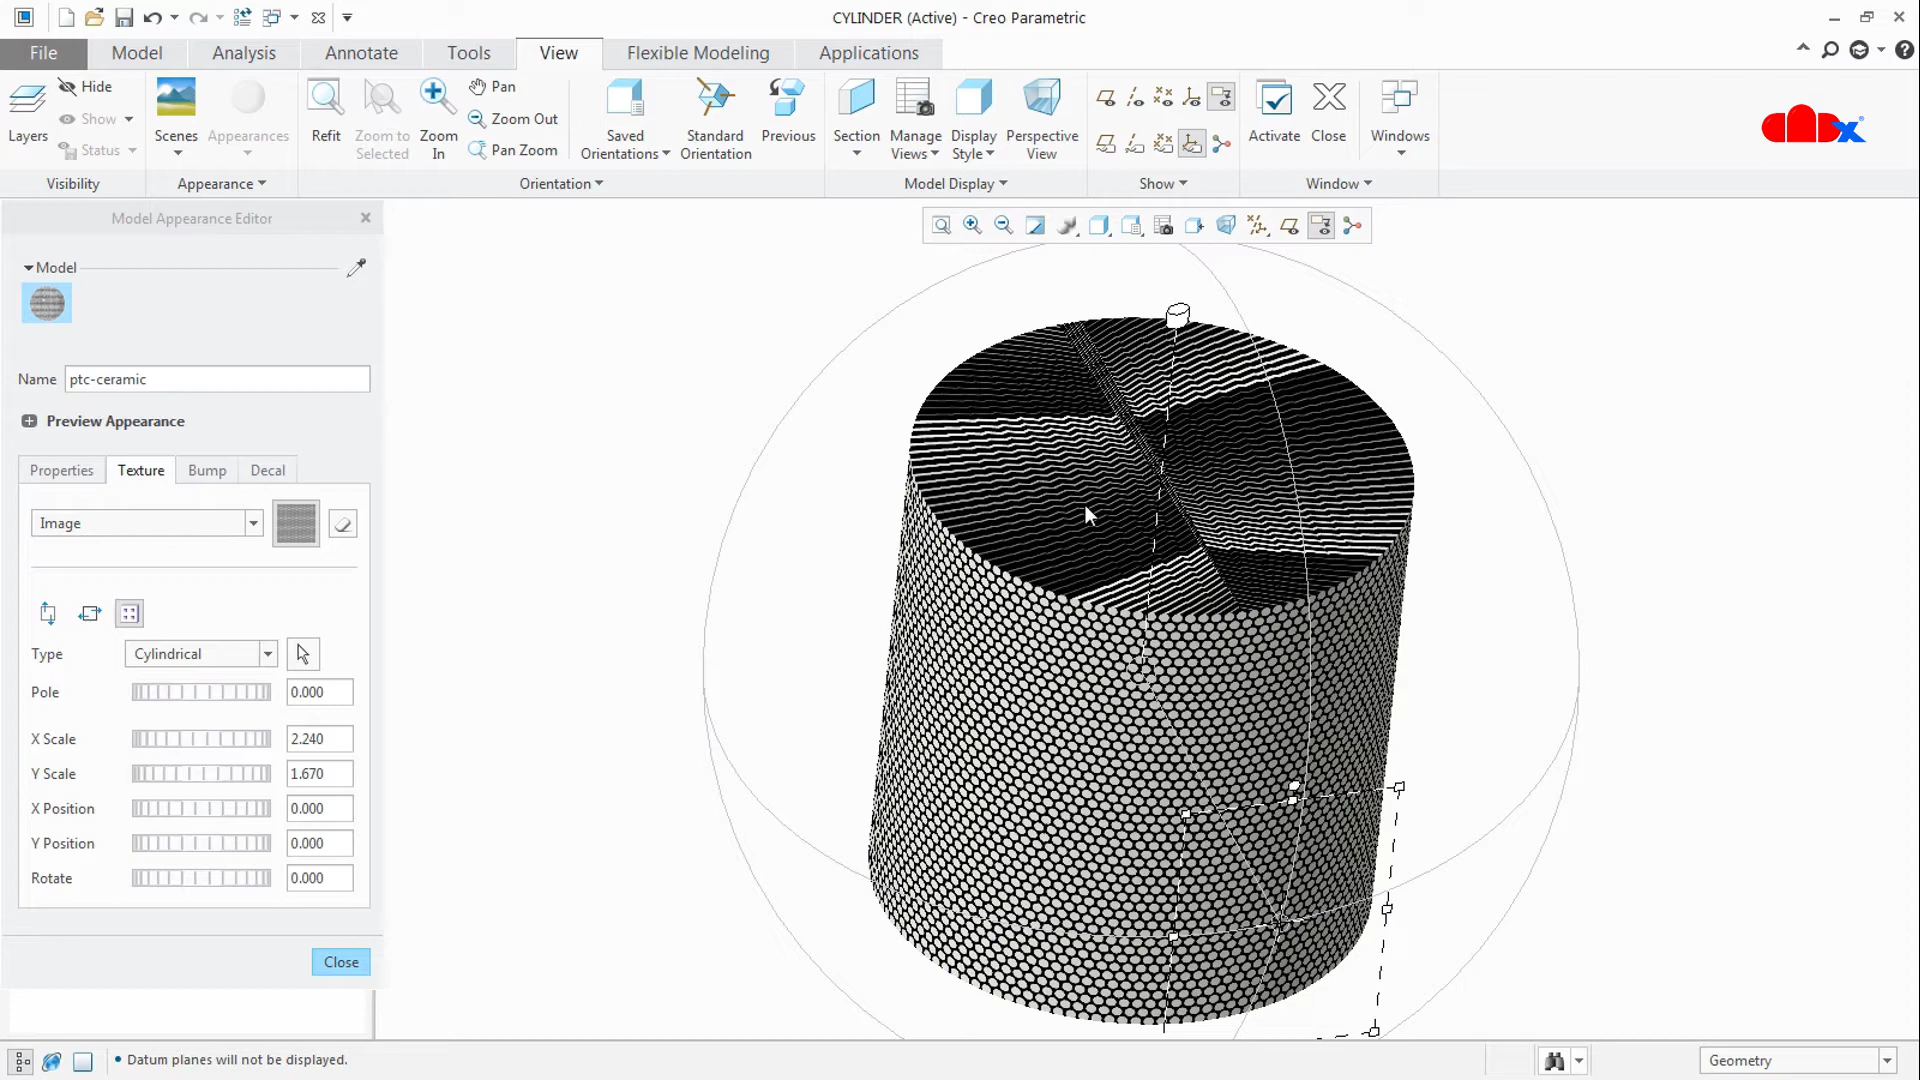 CYLINDER (Active) - Creo Parametric
File Model Analysis Annotate Tools View Flexible Modeling Applications
Layers
Hide
Show
Status
Scenes
Appearances
Refit
Zoom to
Selected
Zoom
In
Pan
Zoom Out
Pan Zoom
Saved
Orientations
Standard
Orientation
Previous
Section
Manage
Views
Display
Style
Perspective
View
Activate
Close
Windows
Visibility Appearance Orientation Model Display Show Window
Model Appearance Editor
Model
Name ptc-ceramic
Preview Appearance
Properties Texture Bump Decal
Image
Type Cylindrical
Pole 0.000
X Scale 2.240
Y Scale 1.670
X Position 0.000
Y Position 0.000
Rotate 0.000
Close
• Datum planes will not be displayed.
Geometry